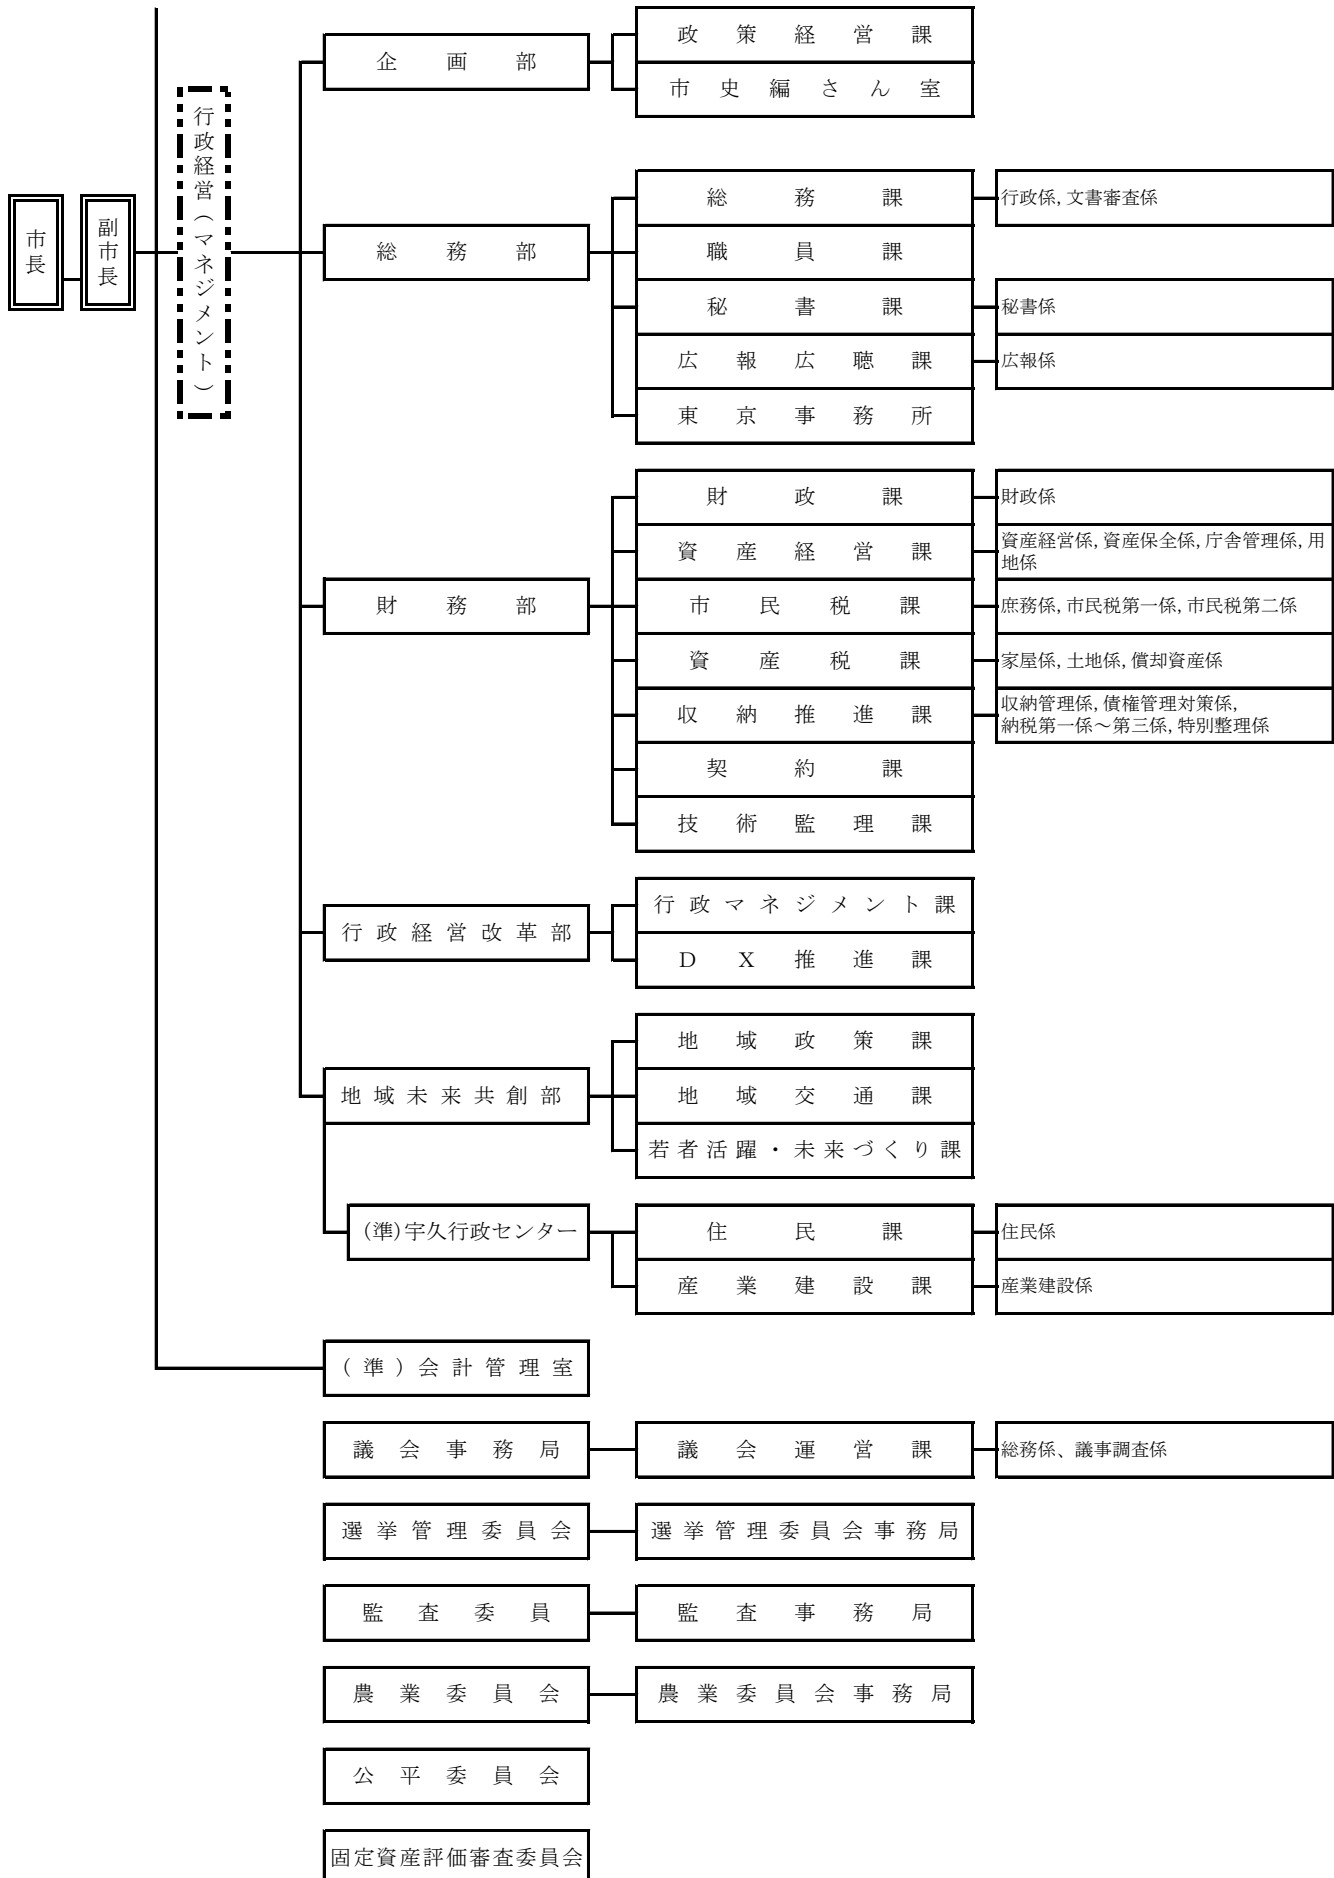 市長
副市長
行政経営(マネジメント)
企画部
政策経営課
市史編さん室
総務部
総務課
行政係,文書審査係
職員課
秘書課
秘書係
広報広聴課
広報係
東京事務所
財務部
財政課
財政係
資産経営課
資産経営係,資産保全係,庁舎管理係,用
地係
市民税課
庶務係,市民税第一係,市民税第二係
資産税課
家屋係,土地係,償却資産係
収納推進課
収納管理係,債権管理対策係,
納税第一係~第三係,特別整理係
契約課
技術監理課
行政経営改革部
行政マネジメント課
DX推進課
地域未来共創部
地域政策課
地域交通課
若者活躍・未来づくり課
(準)宇久行政センター
住民課
住民係
産業建設課
産業建設係
(準)会計管理室
議会事務局
議会運営課
総務係、議事調査係
選挙管理委員会
選挙管理委員会事務局
監査委員
監査事務局
農業委員会
農業委員会事務局
公平委員会
固定資産評価審査委員会